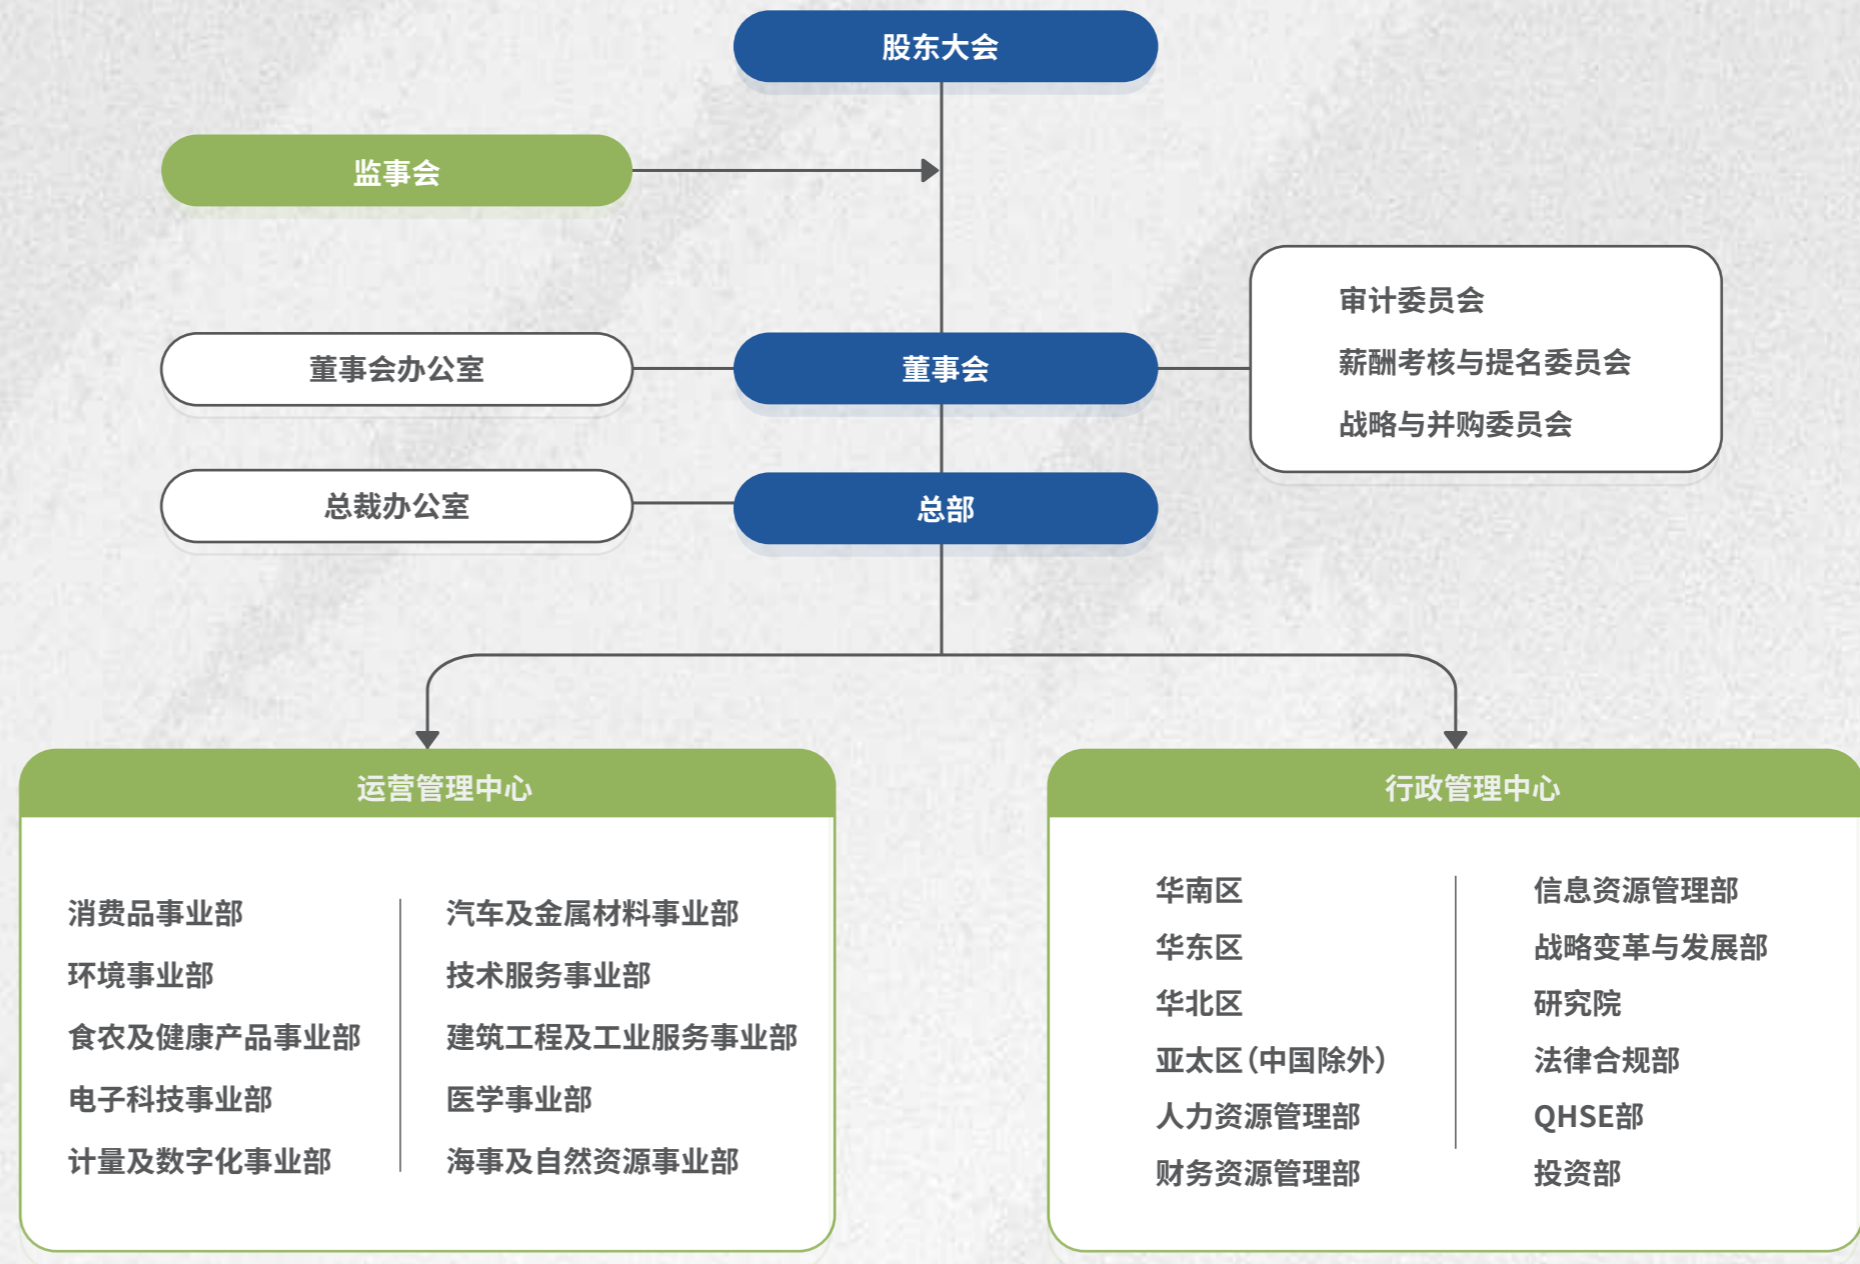 股东大会
监事会
审计委员会
薪酬考核与提名委员会
战略与并购委员会
董事会办公室
董事会
总裁办公室
总部
运营管理中心
消费品事业部
环境事业部
食农及健康产品事业部
电子科技事业部
计量及数字化事业部
汽车及金属材料事业部
技术服务事业部
建筑工程及工业服务事业部
医学事业部
海事及自然资源事业部
行政管理中心
华南区
华东区
华北区
亚太区（中国除外）
人力资源管理部
财务资源管理部
信息资源管理部
战略变革与发展部
研究院
法律合规部
QHSE部
投资部